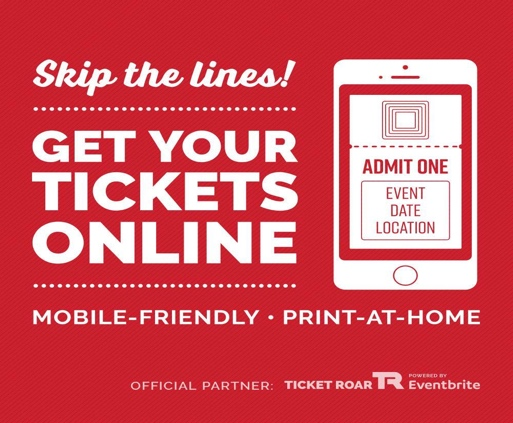 Skip the lines!
GET YOUR
TICKETS
ONLINE
ADMIT ONE
EVENT
DATE
LOCATION
MOBILE-FRIENDLY • PRINT-AT-HOME
OFFICIAL PARTNER: TICKET ROAR TR POWERED BY Eventbrite